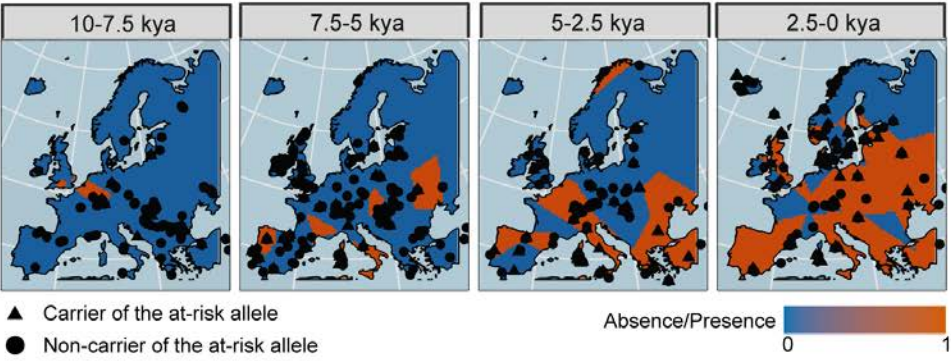 10-7.5 kya
7.5-5 kya
5-2.5 kya
2.5-0 kya
Carrier of the at-risk allele
Non-carrier of the at-risk allele
Absence/Presence
0
1